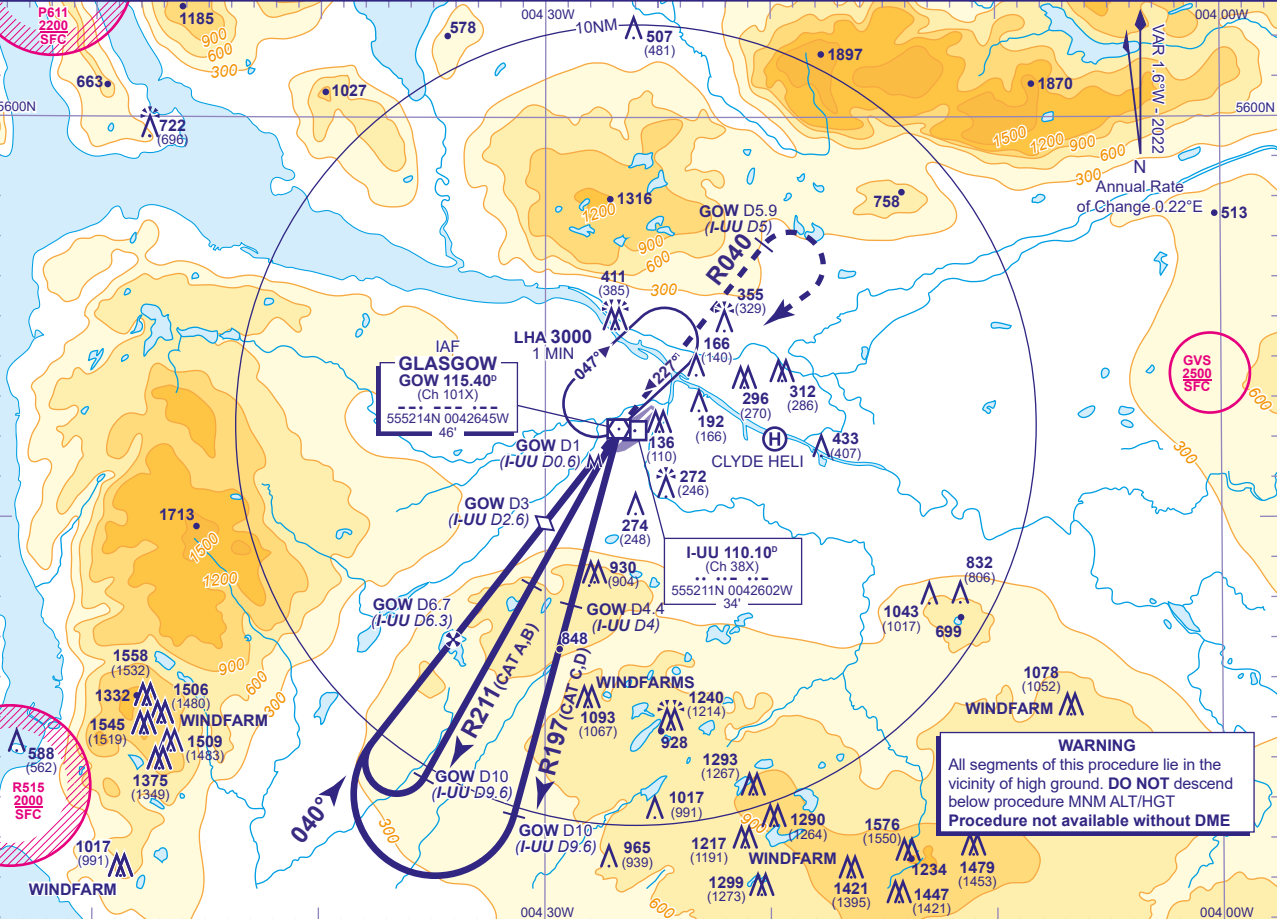 P611
2200
SFC
1185
900
600
300
578
004 30W
10NM
507
(481)
1897
1870
004 00W
VAR 1.6°W - 2022
663
1027
5600N
5600N
722
(696)
1500
1200
900
600
300
N
Annual Rate
of Change 0.22°E
1316
1200
900
600
300
758
513
GOW D5.9
(I-UU D5)
R040
411
(385)
355
(329)
LHA 3000
1 MIN
047°
227°
166
(140)
IAF
GLASGOW
GOW 115.40ᴰ
(Ch 101X)
555214N 0042645W
46'
296
(270)
312
(286)
GVS
2500
SFC
600
192
(166)
136
(110)
CLYDE HELI
H
433
(407)
300
GOW D1
(I-UU D0.6)
272
(246)
GOW D3
(I-UU D2.6)
274
(248)
1713
1500
1200
900
600
300
I-UU 110.10ᴰ
(Ch 38X)
555211N 0042602W
34'
930
(904)
832
(806)
1043
(1017)
699
GOW D6.7
(I-UU D6.3)
GOW D4.4
(I-UU D4)
848
R211(CAT A,B)
R197(CAT C,D)
1558
(1532)
1332
1506
(1480)
WINDFARM
1545
(1519)
1509
(1483)
1375
(1349)
588
(562)
R515
2000
SFC
WINDFARMS
1093
(1067)
1240
(1214)
928
1078
(1052)
WINDFARM
GOW D10
(I-UU D9.6)
040°
300
GOW D10
(I-UU D9.6)
1293
(1267)
1017
(991)
1290
(1264)
900
1217
(1191)
WINDFARM
965
(939)
1299
(1273)
1421
(1395)
1576
(1550)
1234
1479
(1453)
1447
(1421)
600
1017
(991)
WINDFARM
WARNING
All segments of this procedure lie in the
vicinity of high ground. DO NOT descend
below procedure MNM ALT/HGT
Procedure not available without DME
004 30W
004 00W